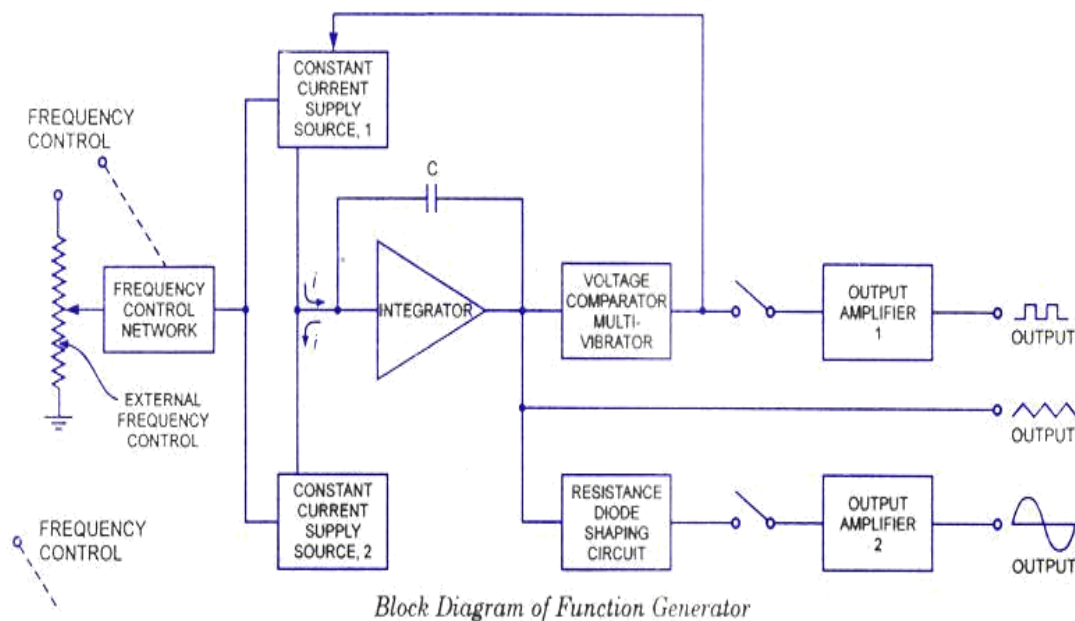 CONSTANT
CURRENT
SUPPLY
SOURCE, 1
FREQUENCY
CONTROL
C
FREQUENCY
CONTROL
NETWORK
i
i
INTEGRATOR
VOLTAGE
COMPARATOR
MULTI-
VIBRATOR
OUTPUT
AMPLIFIER
1
OUTPUT
EXTERNAL
FREQUENCY
CONTROL
OUTPUT
CONSTANT
CURRENT
SUPPLY
SOURCE, 2
RESISTANCE
DIODE
SHAPING
CIRCUIT
OUTPUT
AMPLIFIER
2
OUTPUT
FREQUENCY
CONTROL
Block Diagram of Function Generator